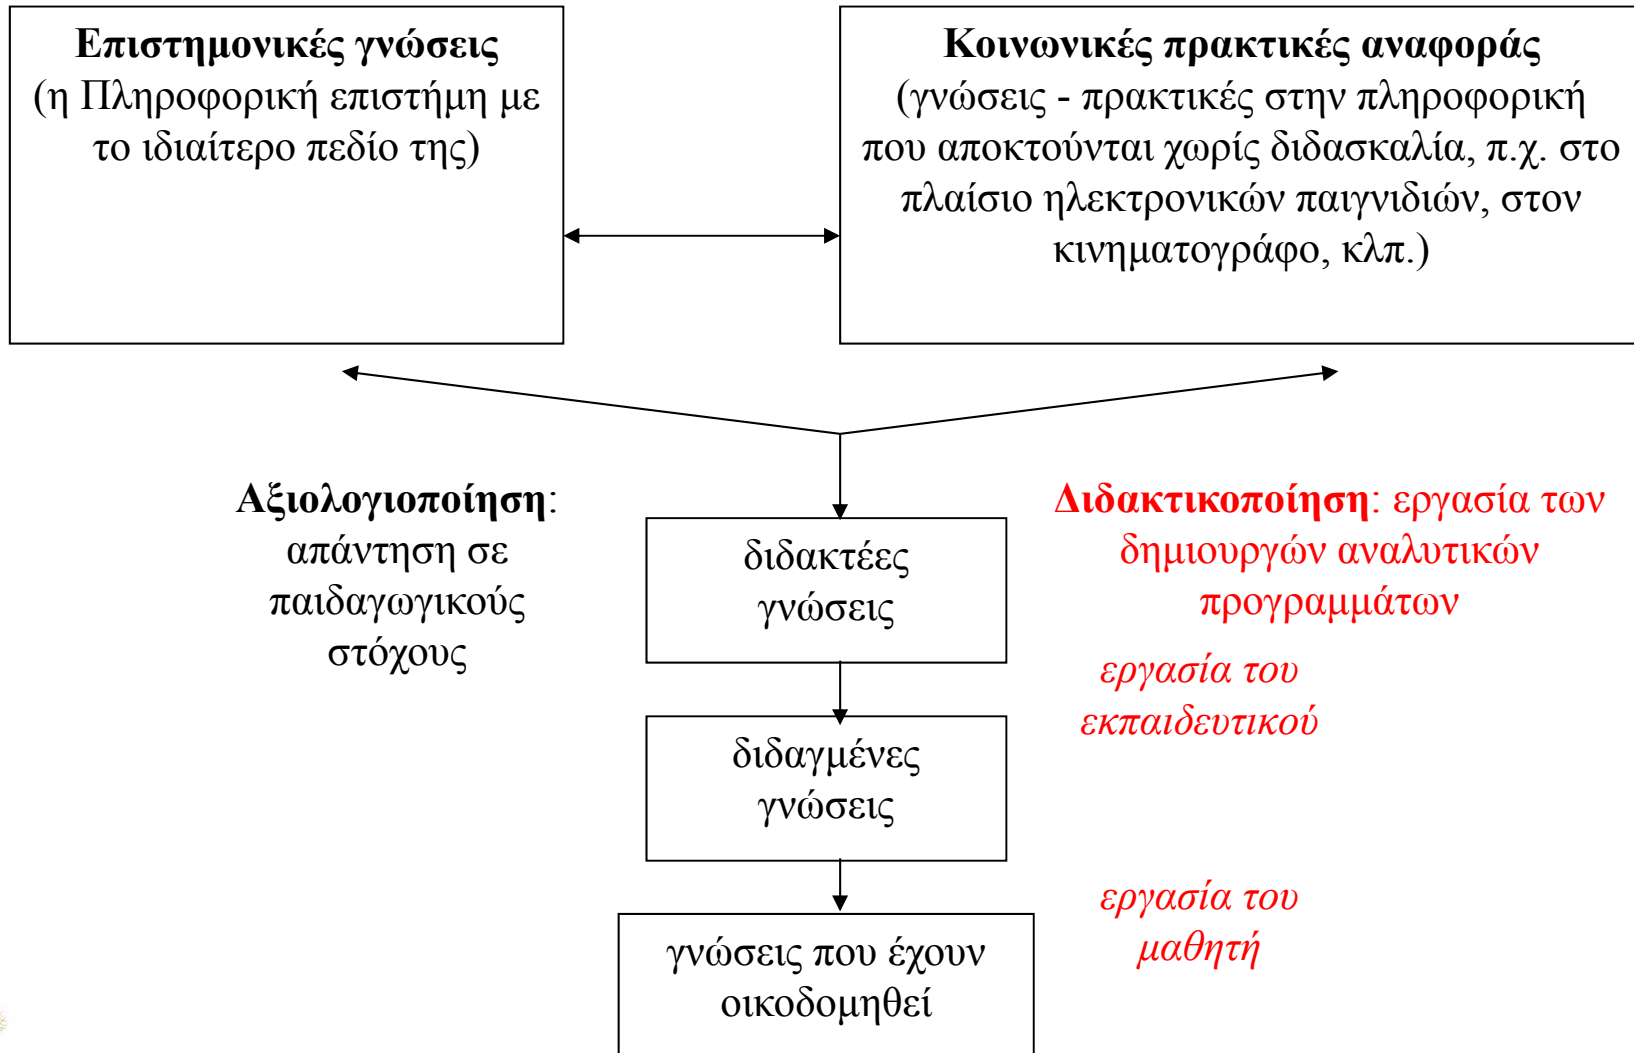 Επιστημονικές γνώσεις
(η Πληροφορική επιστήμη με
το ιδιαίτερο πεδίο της)
Κοινωνικές πρακτικές αναφοράς
(γνώσεις - πρακτικές στην πληροφορική
που αποκτούνται χωρίς διδασκαλία, π.χ. στο
πλαίσιο ηλεκτρονικών παιγνιδιών, στον
κινηματογράφο, κλπ.)
Αξιολογιοποίηση:
απάντηση σε
παιδαγωγικούς
στόχους
διδακτέες
γνώσεις
Διδακτικοποίηση: εργασία των
δημιουργών αναλυτικών
προγραμμάτων
εργασία του
εκπαιδευτικού
διδαγμένες
γνώσεις
εργασία του
μαθητή
γνώσεις που έχουν
οικοδομηθεί